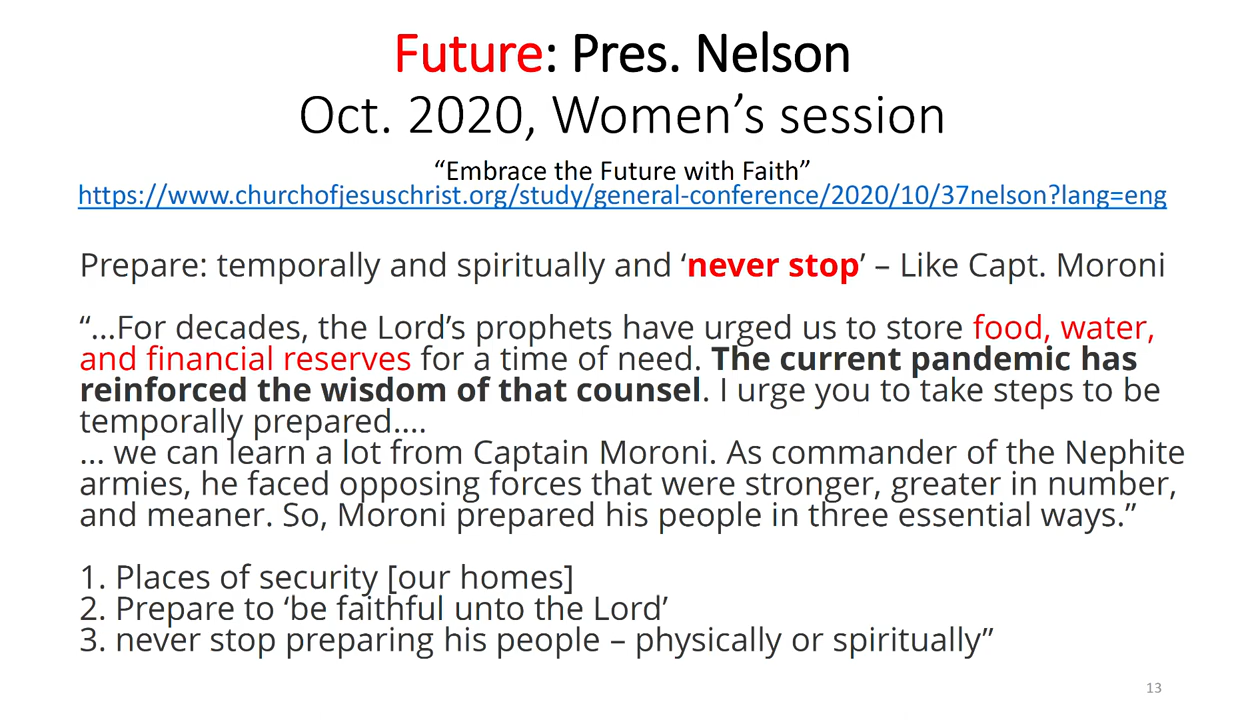 Future: Pres. Nelson
Oct. 2020, Women’s session
“Embrace the Future with Faith”
https://www.churchofjesuschrist.org/study/general-conference/2020/10/37nelson?lang=eng
Prepare: temporally and spiritually and ‘never stop’ – Like Capt. Moroni
“…For decades, the Lord’s prophets have urged us to store food, water,
and financial reserves for a time of need. The current pandemic has
reinforced the wisdom of that counsel. I urge you to take steps to be
temporally prepared….
… we can learn a lot from Captain Moroni. As commander of the Nephite
armies, he faced opposing forces that were stronger, greater in number,
and meaner. So, Moroni prepared his people in three essential ways.”
1. Places of security [our homes]
2. Prepare to ‘be faithful unto the Lord’
3. never stop preparing his people – physically or spiritually”
13